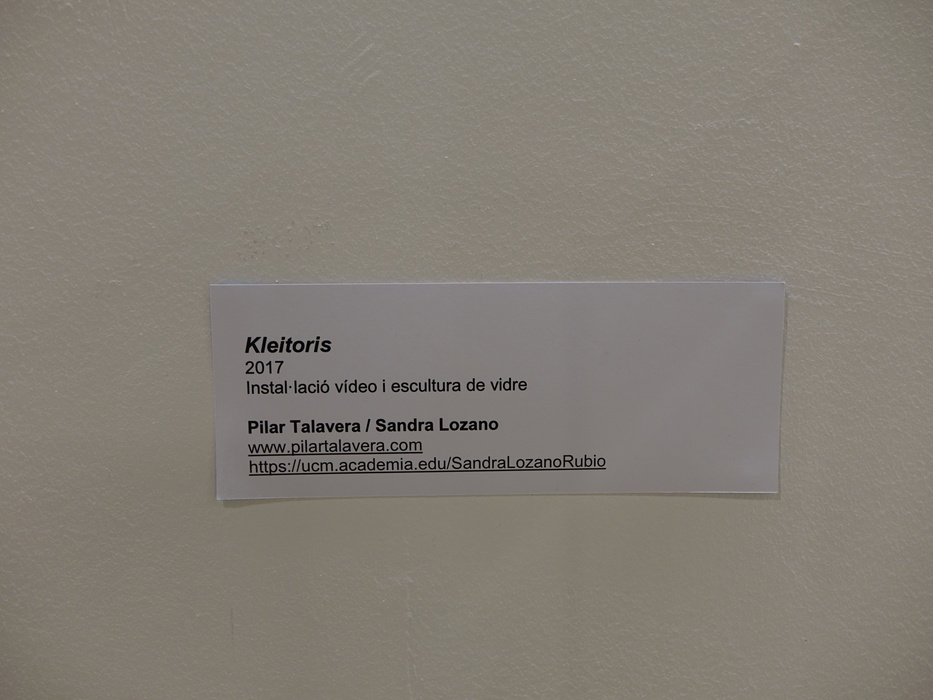 Kleitoris
2017
Instal·lació vídeo i escultura de vidre
Pilar Talavera / Sandra Lozano
www.pilartalavera.com
https://ucm.academia.edu/SandraLozanoRubio